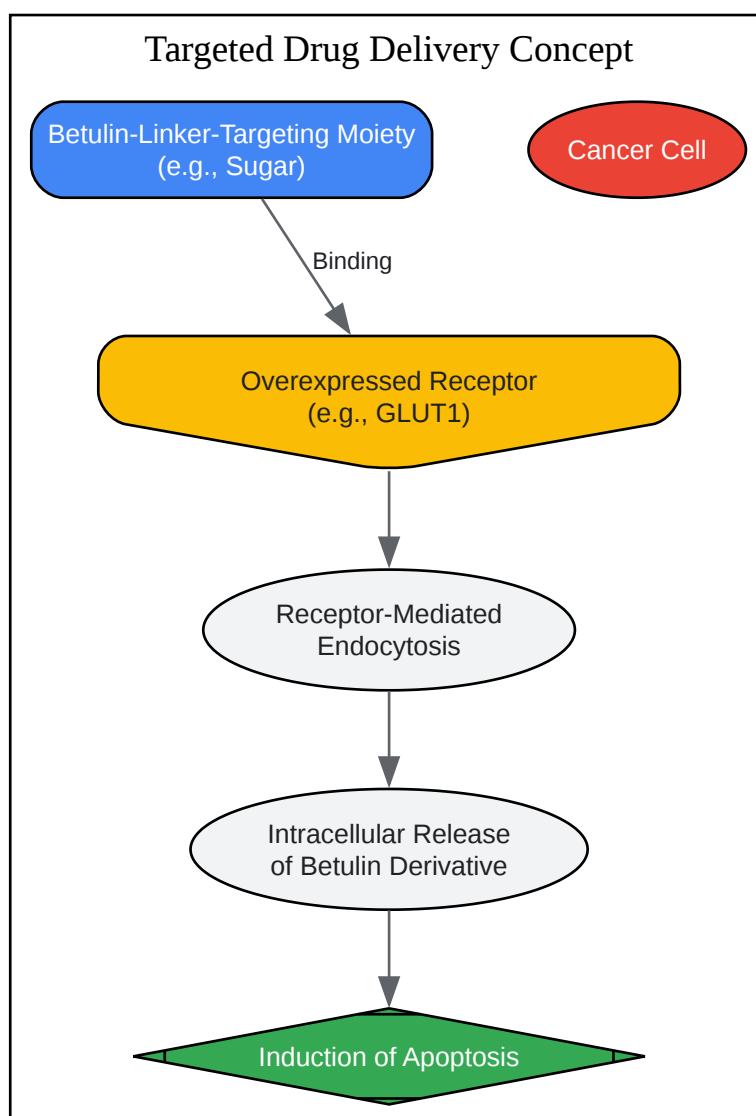 Targeted Drug Delivery Concept
Betulin-Linker-Targeting Moiety
(e.g., Sugar)
Cancer Cell
Binding
Overexpressed Receptor
(e.g., GLUT1)
Receptor-Mediated
Endocytosis
Intracellular Release
of Betulin Derivative
Induction of Apoptosis